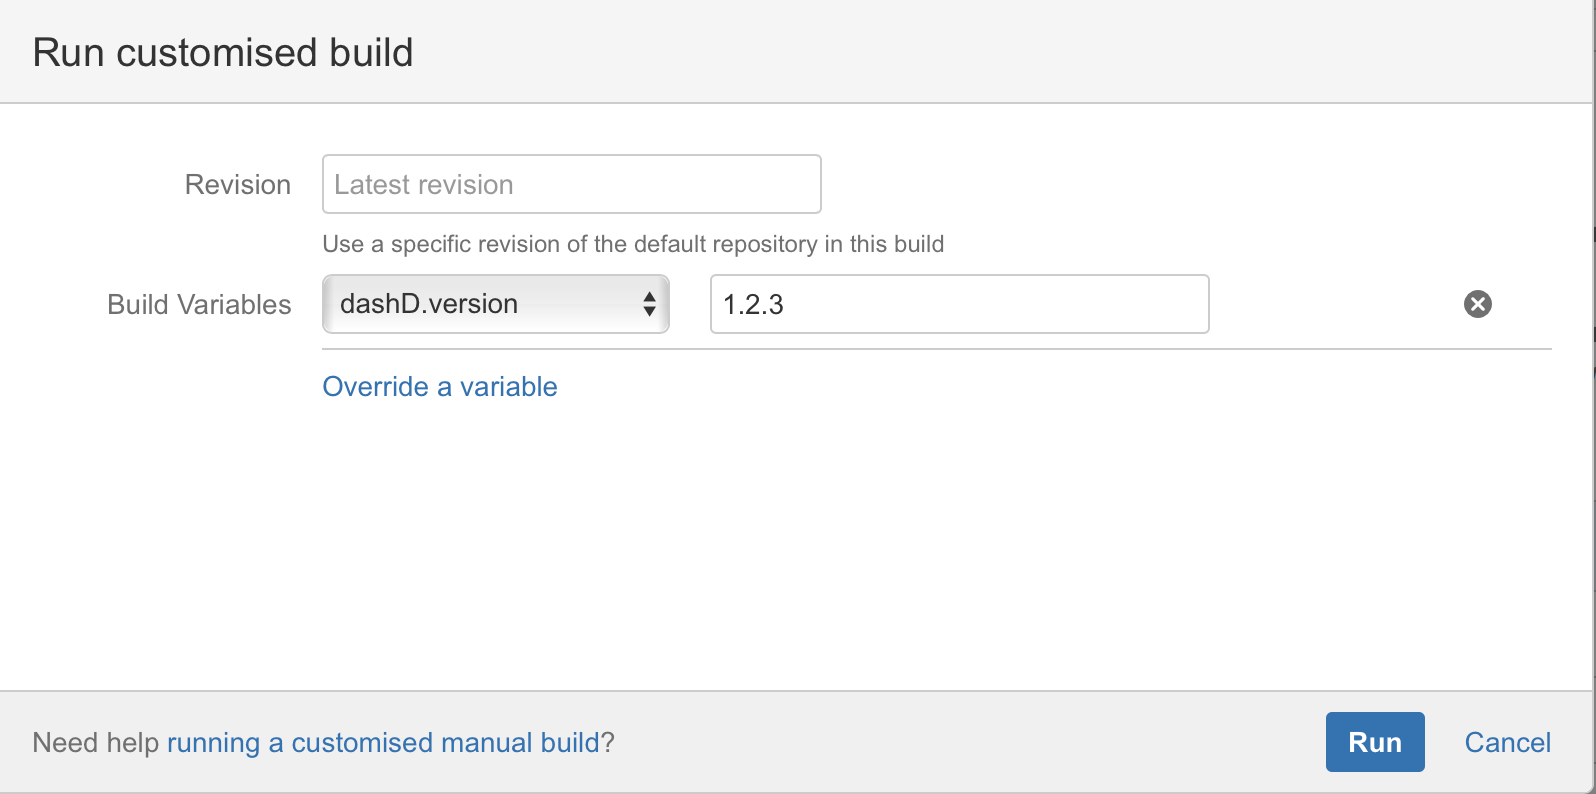 Run customised build
Revision
Latest revision
Use a specific revision of the default repository in this build
Build Variables
dashD.version
1.2.3
Override a variable
Need help running a customised manual build?
Run
Cancel